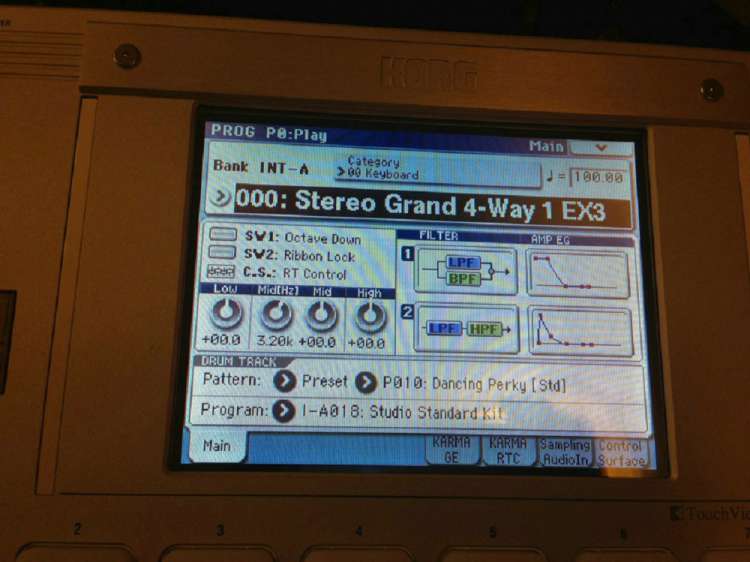 KORG
PROG P0:Play
Main
Bank INT-A
Category
00 Keyboard
♩= 100.00
000: Stereo Grand 4-Way 1 EX3
SW1: Octave Down
SW2: Ribbon Lock
C.S.: RT Control
FILTER
AMP EG
1
LPF
BPF
Low Mid[Hz] Mid High
+00.0 3.20k +00.0 +00.0
2
LPF HPF
DRUM TRACK
Pattern: Preset P010: Dancing Perky [Std]
Program: I-A018: Studio Standard Kit
Main
KARMA GE
KARMA RTC
Sampling AudioIn
Control Surface
TouchVi
2 3 4 5 6